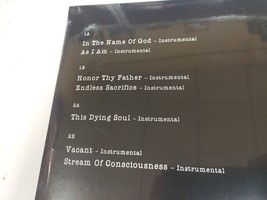 1A
In The Name Of God – Instrumental
As I Am – Instrumental
1B
Honor Thy Father – Instrumental
Endless Sacrifice – Instrumental
2A
This Dying Soul – Instrumental
2B
Vacant – Instrumental
Stream Of Consciousness – Instrumental